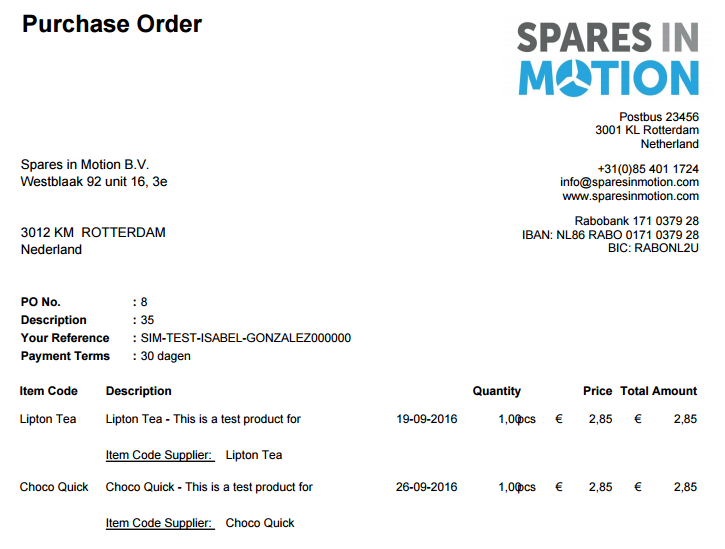 Purchase Order
SPARES IN
MOTION
Postbus 23456
3001 KL Rotterdam
Netherland
Spares in Motion B.V.
Westblaak 92 unit 16, 3e
+31(0)85 401 1724
info@sparesinmotion.com
www.sparesinmotion.com
3012 KM ROTTERDAM
Nederland
Rabobank 171 0379 28
IBAN: NL86 RABO 0171 0379 28
BIC: RABONL2U
PO No. : 8
Description : 35
Your Reference : SIM-TEST-ISABEL-GONZALEZ000000
Payment Terms : 30 dagen
Item Code Description Quantity Price Total Amount
Lipton Tea Lipton Tea - This is a test product for 19-09-2016 1,00pcs € 2,85 € 2,85
Item Code Supplier: Lipton Tea
Choco Quick Choco Quick - This is a test product for 26-09-2016 1,00pcs € 2,85 € 2,85
Item Code Supplier: Choco Quick